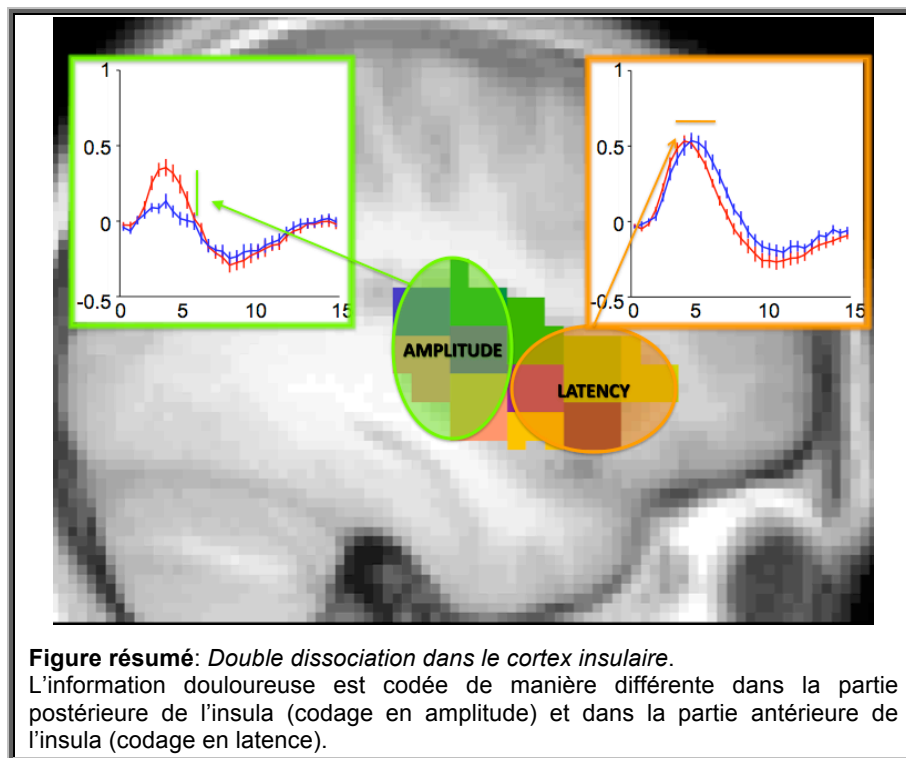 1
0.5
0
-0.5
0 5 10 15
1
0.5
0
-0.5
0 5 10 15
AMPLITUDE
LATENCY
Figure résumé: Double dissociation dans le cortex insulaire.
L’information douloureuse est codée de manière différente dans la partie
postérieure de l’insula (codage en amplitude) et dans la partie antérieure de
l’insula (codage en latence).